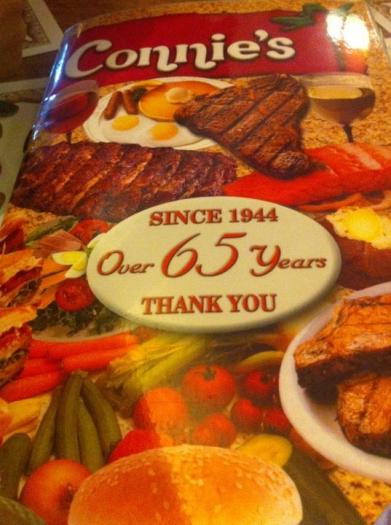 Connie's
SINCE 1944
Over 65 Years
THANK YOU